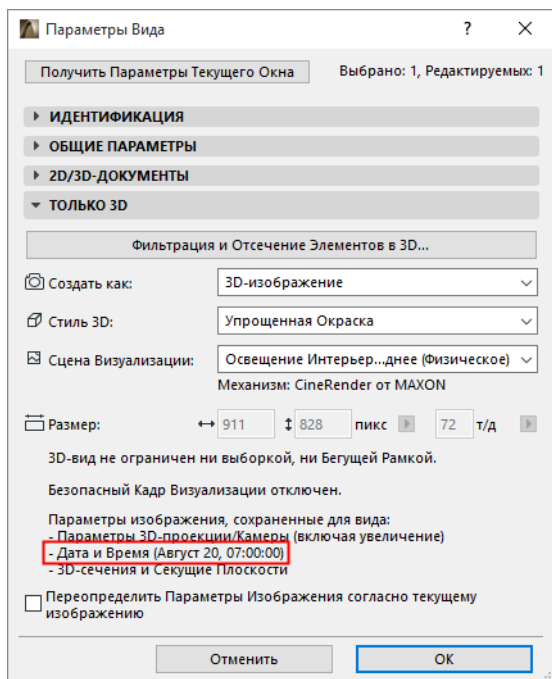 Параметры Вида ? ×
Получить Параметры Текущего Окна Выбрано: 1, Редактируемых: 1
ИДЕНТИФИКАЦИЯ
ОБЩИЕ ПАРАМЕТРЫ
2D/3D-ДОКУМЕНТЫ
ТОЛЬКО 3D
Фильтрация и Отсечение Элементов в 3D...
Создать как: 3D-изображение
Стиль 3D: Упрощенная Окраска
Сцена Визуализации: Освещение Интерьер...днее (Физическое)
Механизм: CineRender от MAXON
Размер: 911 828 пикс 72 т/д
3D-вид не ограничен ни выборкой, ни Бегущей Рамкой.
Безопасный Кадр Визуализации отключен.
Параметры изображения, сохраненные для вида:
- Параметры 3D-проекции/Камеры (включая увеличение)
- Дата и Время (Август 20, 07:00:00)
- 3D-сечения и Секущие Плоскости
Переопределить Параметры Изображения согласно текущему
изображению
Отменить OK